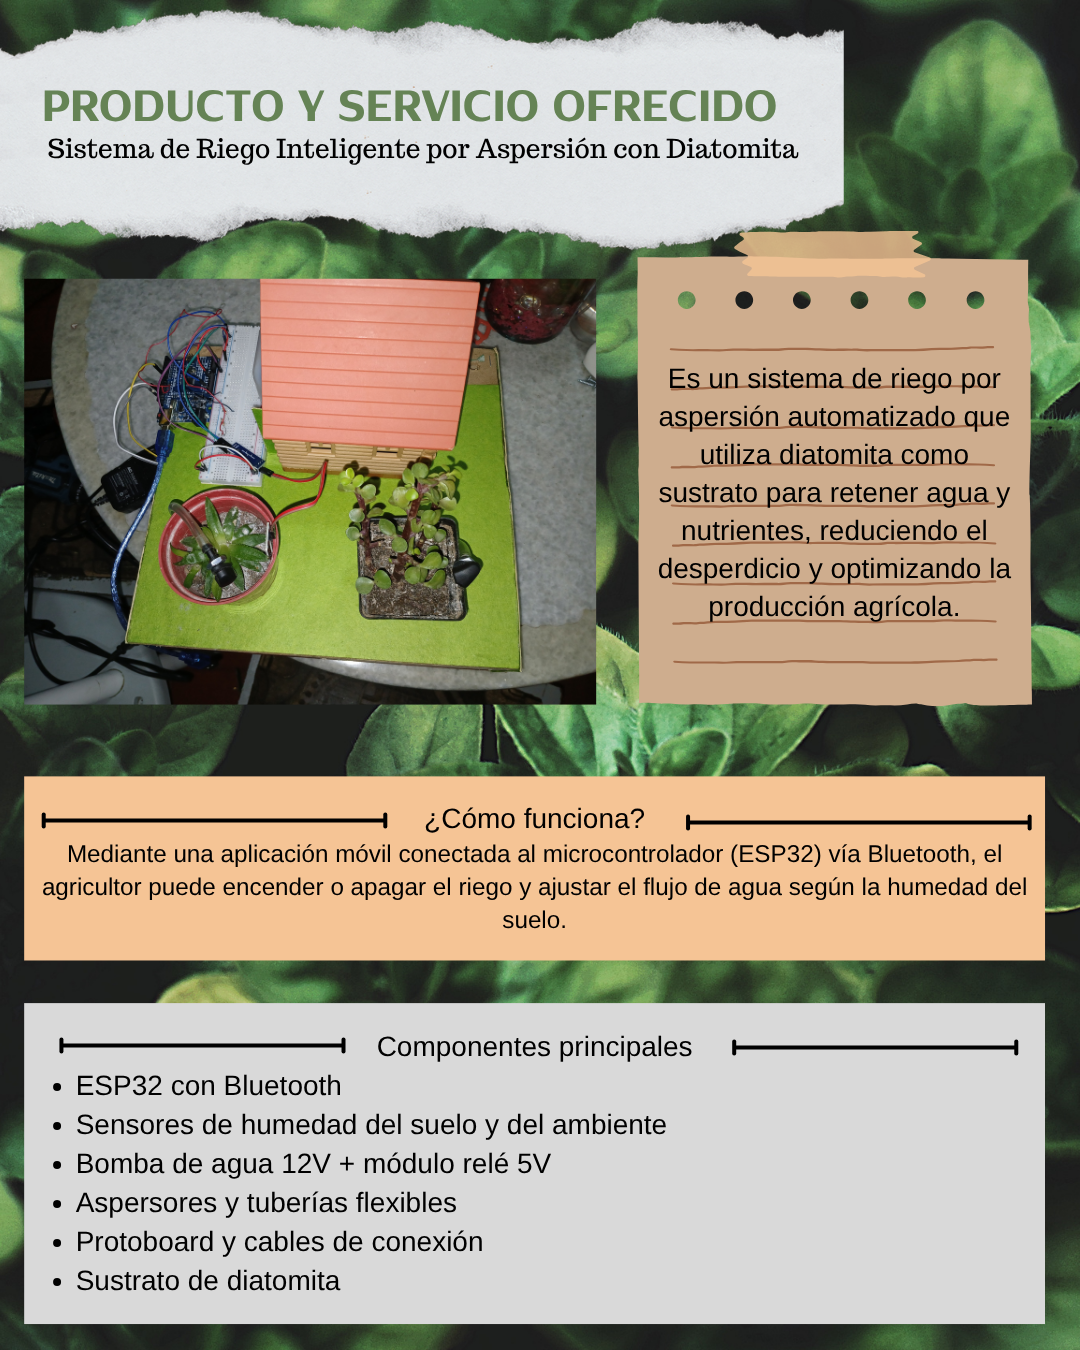 PRODUCTO Y SERVICIO OFRECIDO
Sistema de Riego Inteligente por Aspersión con Diatomita
Es un sistema de riego por
aspersión automatizado que
utiliza diatomita como
sustrato para retener agua y
nutrientes, reduciendo el
desperdicio y optimizando la
producción agrícola.
¿Cómo funciona?
Mediante una aplicación móvil conectada al microcontrolador (ESP32) vía Bluetooth, el
agricultor puede encender o apagar el riego y ajustar el flujo de agua según la humedad del
suelo.
Componentes principales
• ESP32 con Bluetooth
• Sensores de humedad del suelo y del ambiente
• Bomba de agua 12V + módulo relé 5V
• Aspersores y tuberías flexibles
• Protoboard y cables de conexión
• Sustrato de diatomita